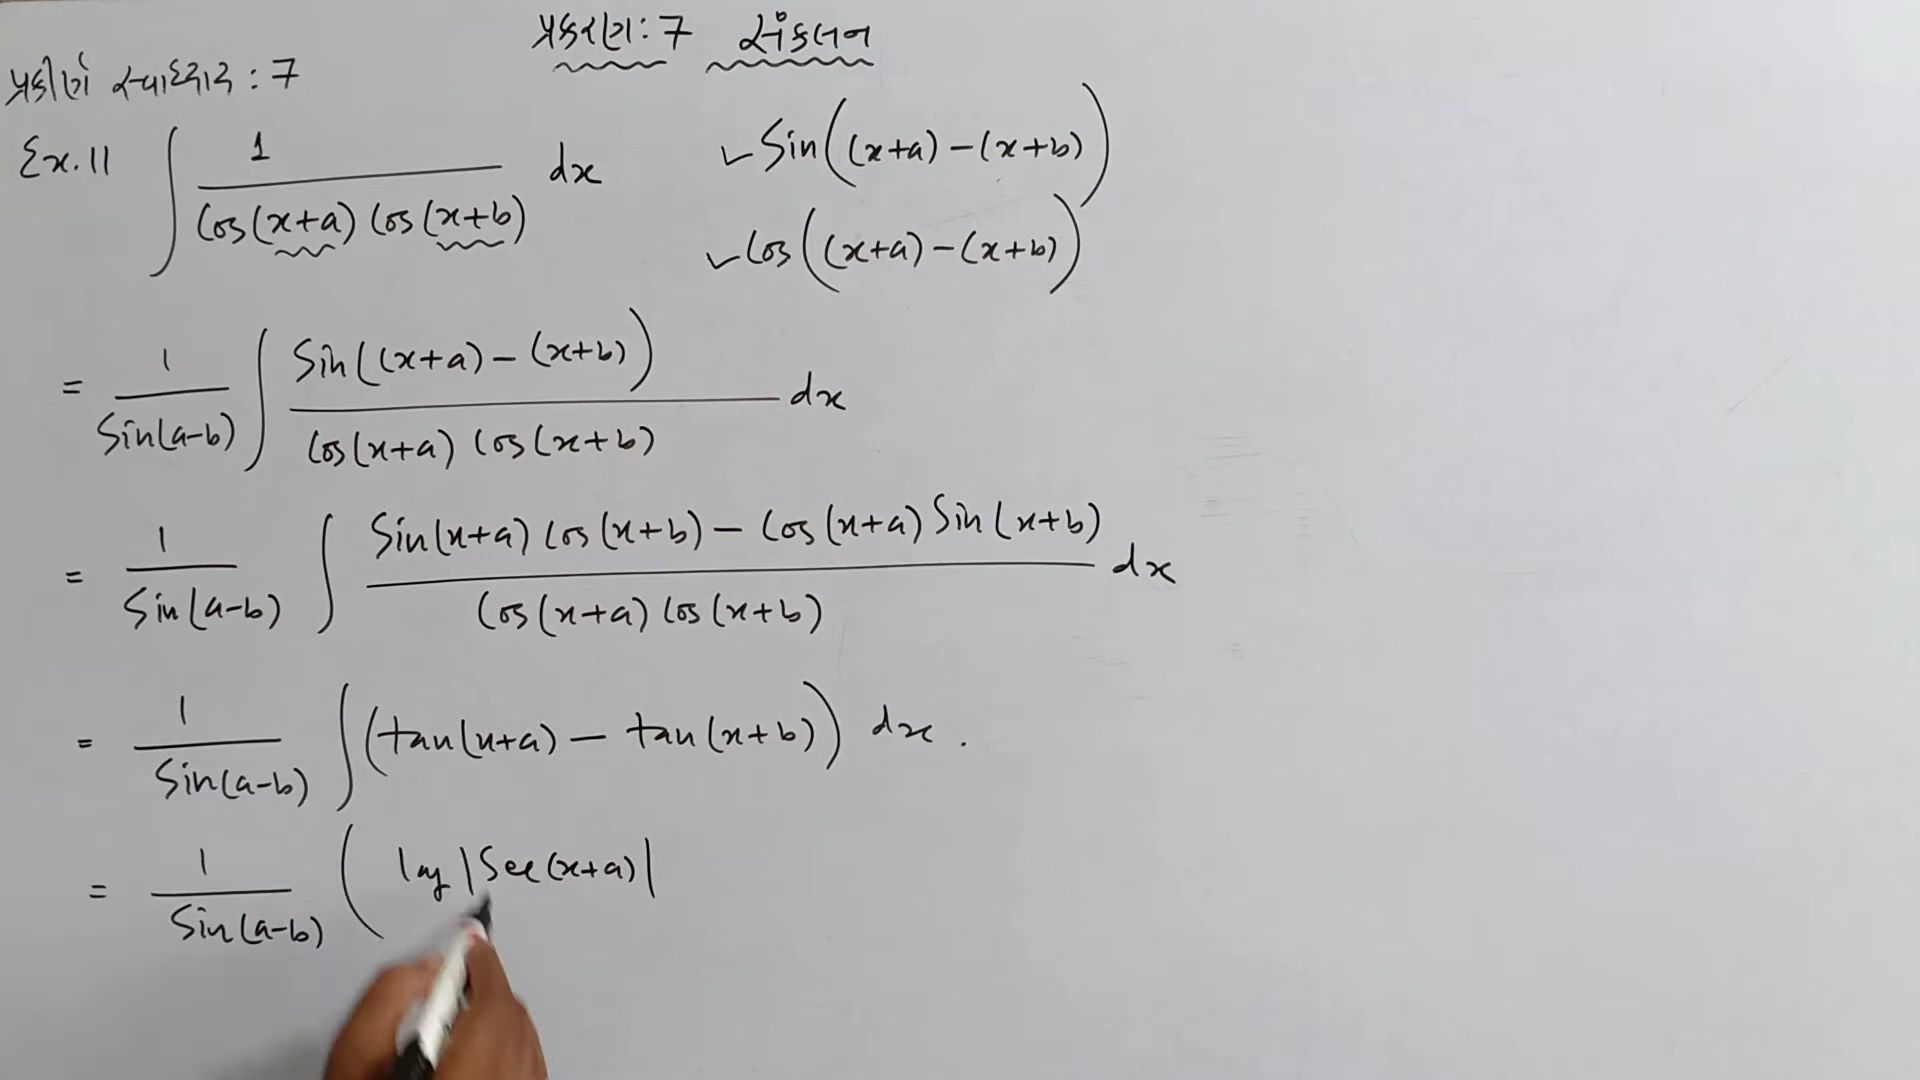 પ્રકરણ : 7 સંકલન
પ્રકીર્ણ સ્વાધ્યાય : 7
Ex.11 ∫ 1 / (cos(x+a) cos(x+b)) dx
✓ Sin((x+a) - (x+b))
✓ Cos((x+a) - (x+b))
= 1/Sin(a-b) ∫ Sin((x+a) - (x+b)) / (cos(x+a) cos(x+b)) dx
= 1/Sin(a-b) ∫ (Sin(x+a) cos(x+b) - cos(x+a) Sin(x+b)) / (cos(x+a) cos(x+b)) dx
= 1/Sin(a-b) ∫ (tan(x+a) - tan(x+b)) dx.
= 1/Sin(a-b) ( log |Sec(x+a)|